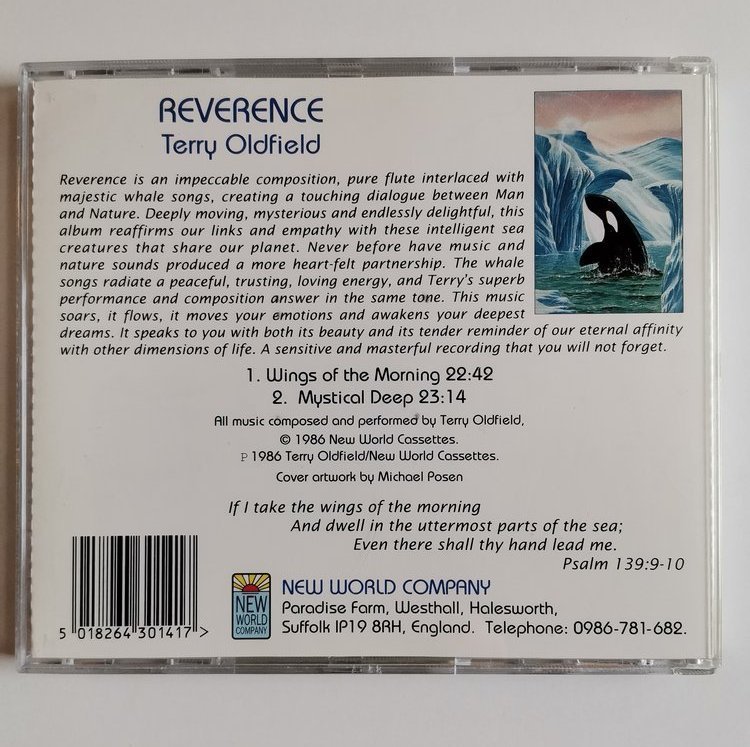 REVERENCE
Terry Oldfield
Reverence is an impeccable composition, pure flute interlaced with
majestic whale songs, creating a touching dialogue between Man
and Nature. Deeply moving, mysterious and endlessly delightful, this
album reaffirms our links and empathy with these intelligent sea
creatures that share our planet. Never before have music and
nature sounds produced a more heart-felt partnership. The whale
songs radiate a peaceful, trusting, loving energy, and Terry's superb
performance and composition answer in the same tone. This music
soars, it flows, it moves your emotions and awakens your deepest
dreams. It speaks to you with both its beauty and its tender reminder of our eternal affinity
with other dimensions of life. A sensitive and masterful recording that you will not forget.
1. Wings of the Morning 22:42
2. Mystical Deep 23:14
All music composed and performed by Terry Oldfield,
© 1986 New World Cassettes.
P 1986 Terry Oldfield/New World Cassettes.
Cover artwork by Michael Posen
If I take the wings of the morning
And dwell in the uttermost parts of the sea;
Even there shall thy hand lead me.
Psalm 139:9-10
5 018264 301417 >
NEW
WORLD
COMPANY
NEW WORLD COMPANY
Paradise Farm, Westhall, Halesworth,
Suffolk IP19 8RH, England. Telephone: 0986-781-682.